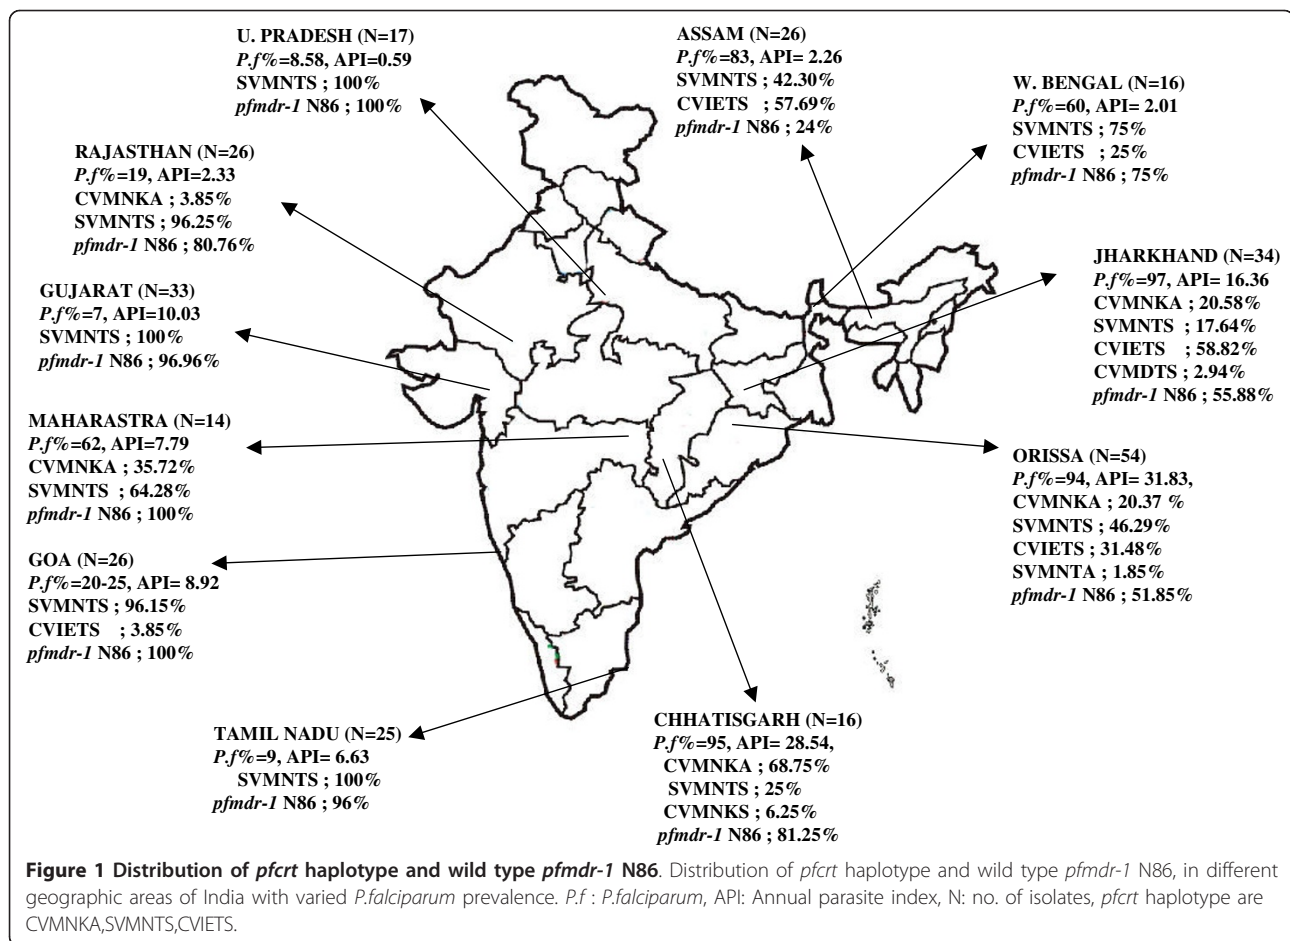 U. PRADESH (N=17)
P.f%=8.58, API=0.59
SVMNTS ; 100%
pfmdr-1 N86 ; 100%
ASSAM (N=26)
P.f%=83, API= 2.26
SVMNTS ; 42.30%
CVIETS ; 57.69%
pfmdr-1 N86 ; 24%
W. BENGAL (N=16)
P.f%=60, API= 2.01
SVMNTS ; 75%
CVIETS ; 25%
pfmdr-1 N86 ; 75%
RAJASTHAN (N=26)
P.f%=19, API=2.33
CVMNKA ; 3.85%
SVMNTS ; 96.25%
pfmdr-1 N86 ; 80.76%
JHARKHAND (N=34)
P.f%=97, API= 16.36
CVMNKA ; 20.58%
SVMNTS ; 17.64%
CVIETS ; 58.82%
CVMDTS ; 2.94%
pfmdr-1 N86 ; 55.88%
GUJARAT (N=33)
P.f%=7, API=10.03
SVMNTS ; 100%
pfmdr-1 N86 ; 96.96%
MAHARASTRA (N=14)
P.f%=62, API=7.79
CVMNKA ; 35.72%
SVMNTS ; 64.28%
pfmdr-1 N86 ; 100%
ORISSA (N=54)
P.f%=94, API= 31.83,
CVMNKA ; 20.37 %
SVMNTS ; 46.29%
CVIETS ; 31.48%
SVMNTA ; 1.85%
pfmdr-1 N86 ; 51.85%
GOA (N=26)
P.f%=20-25, API= 8.92
SVMNTS ; 96.15%
CVIETS ; 3.85%
pfmdr-1 N86 ; 100%
TAMIL NADU (N=25)
P.f%=9, API= 6.63
SVMNTS ; 100%
pfmdr-1 N86 ; 96%
CHHATISGARH (N=16)
P.f%=95, API= 28.54,
CVMNKA ; 68.75%
SVMNTS ; 25%
CVMNKS ; 6.25%
pfmdr-1 N86 ; 81.25%
Figure 1 Distribution of pfcrt haplotype and wild type pfmdr-1 N86. Distribution of pfcrt haplotype and wild type pfmdr-1 N86, in different
geographic areas of India with varied P.falciparum prevalence. P.f : P.falciparum, API: Annual parasite index, N: no. of isolates, pfcrt haplotype are
CVMNKA,SVMNTS,CVIETS.